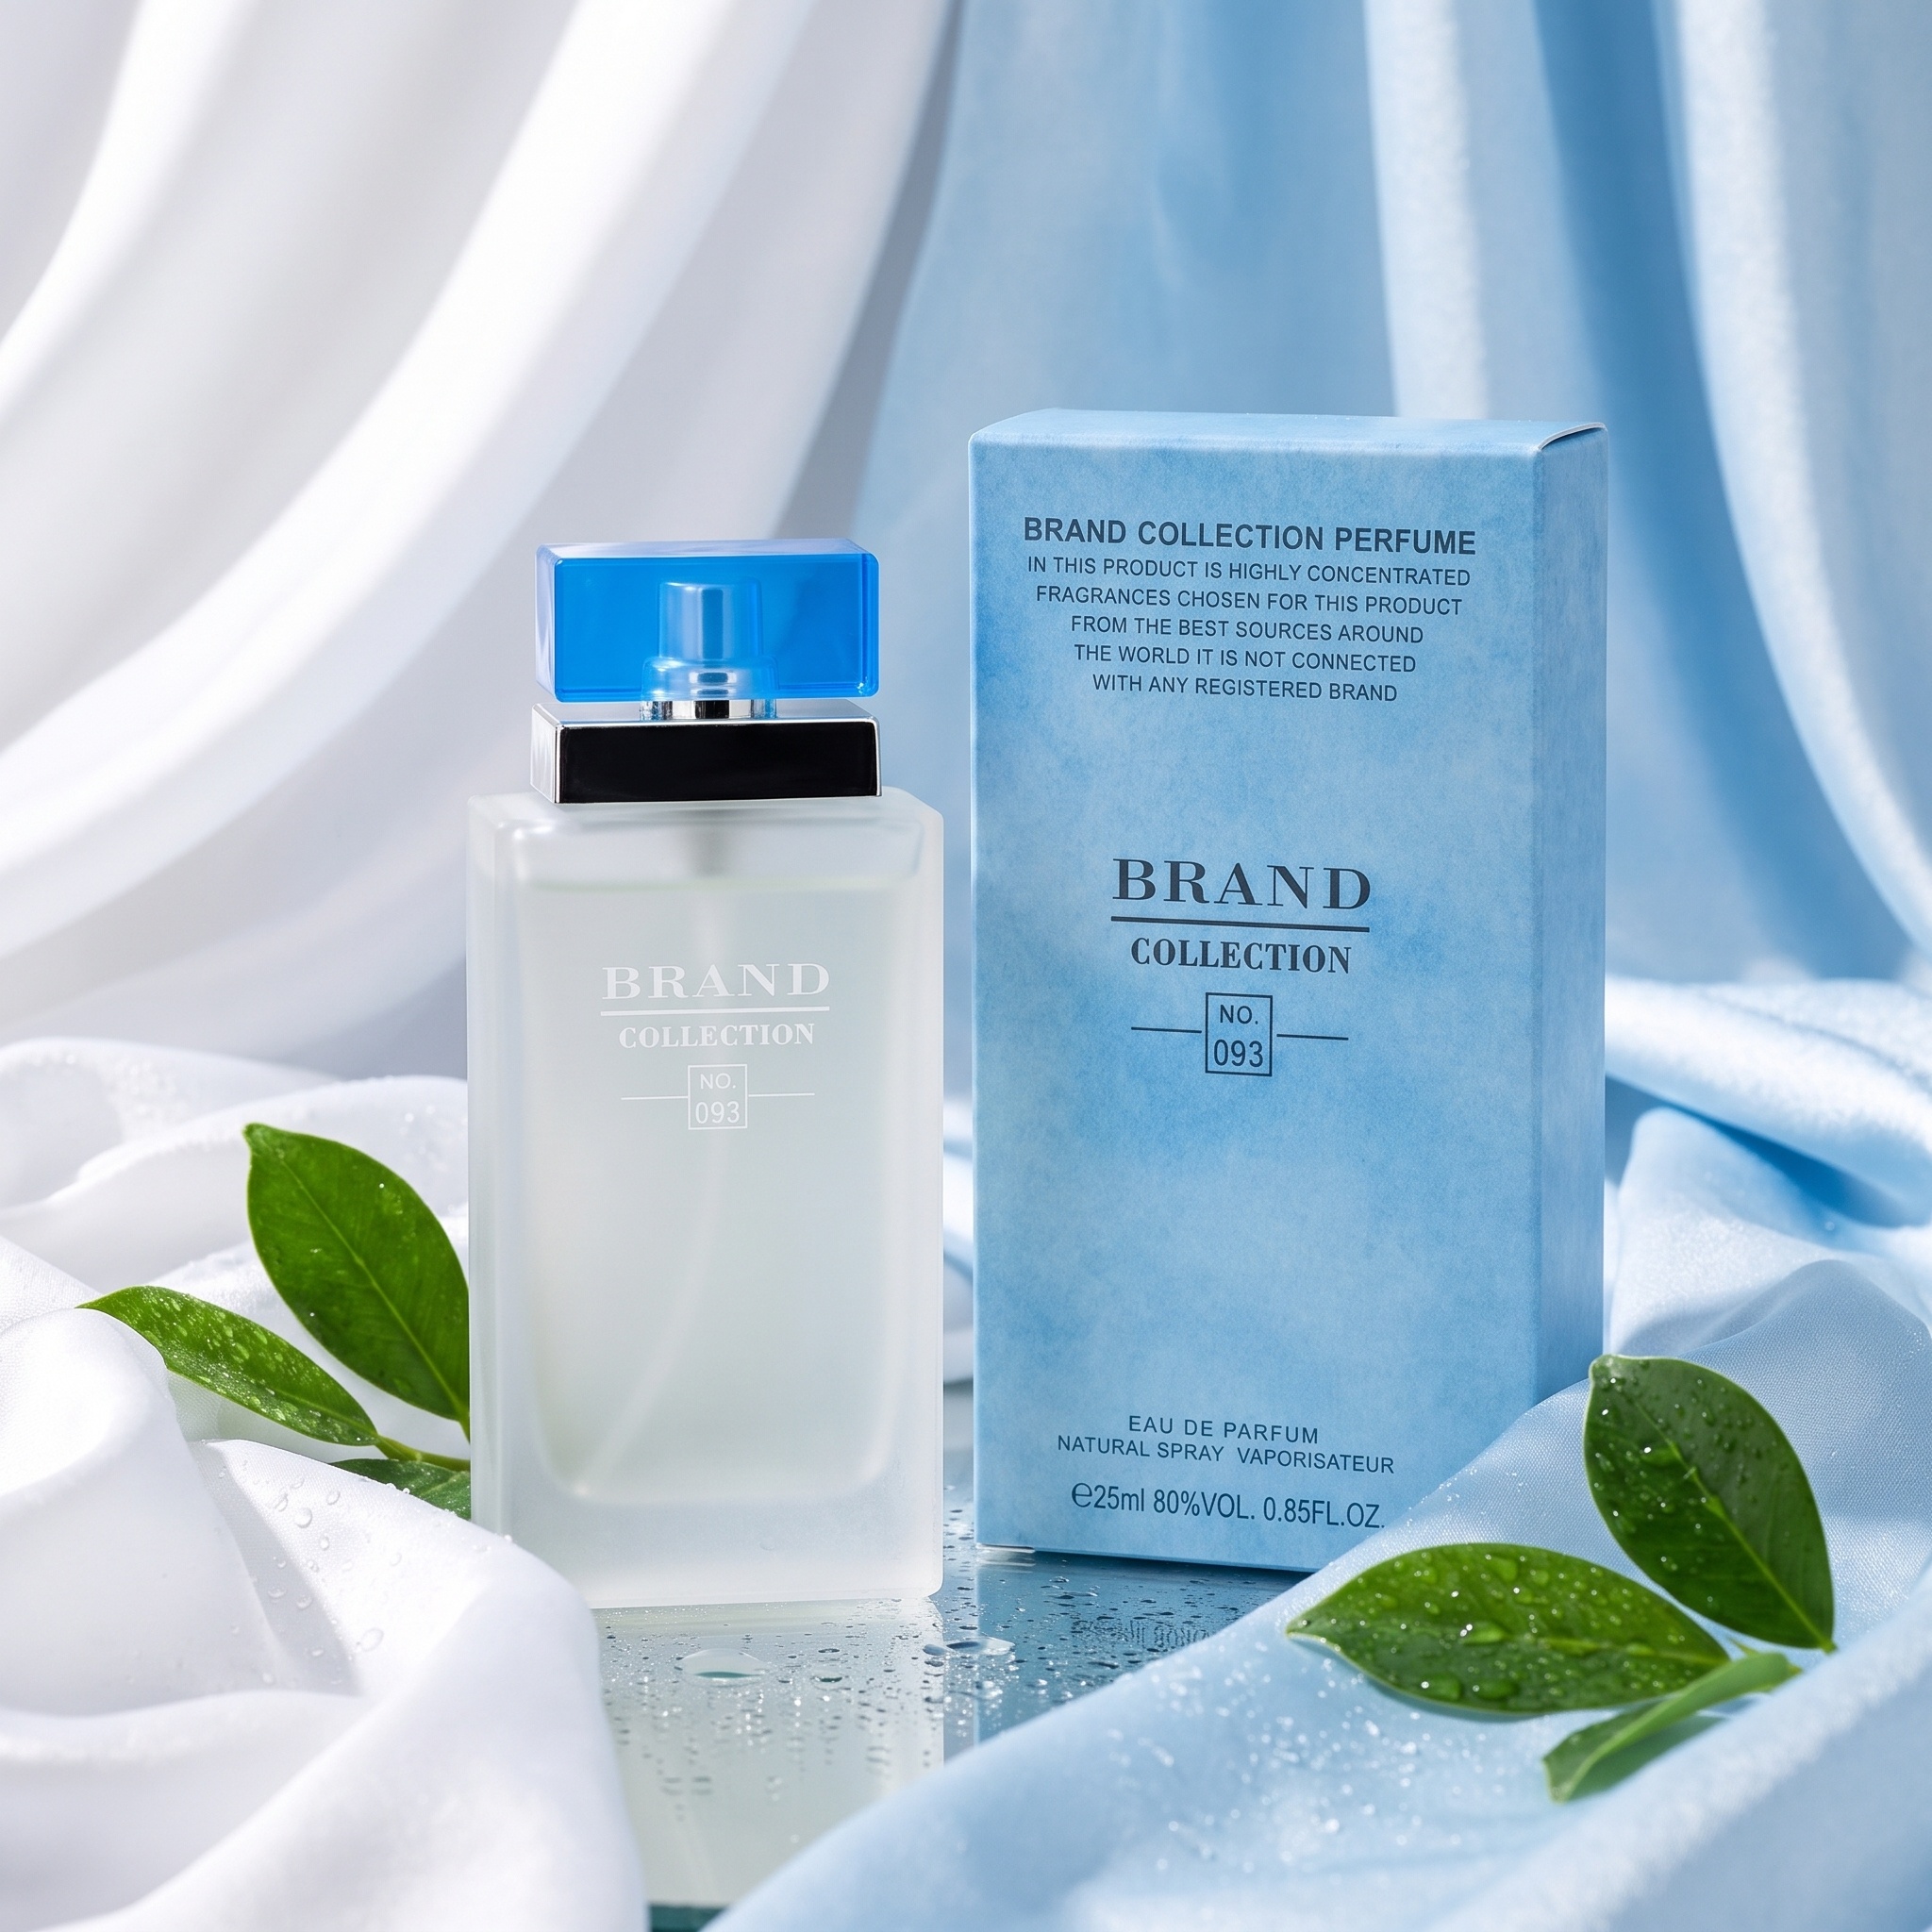 BRAND COLLECTION PERFUME
IN THIS PRODUCT IS HIGHLY CONCENTRATED
FRAGRANCES CHOSEN FOR THIS PRODUCT
FROM THE BEST SOURCES AROUND
THE WORLD IT IS NOT CONNECTED
WITH ANY REGISTERED BRAND
BRAND
COLLECTION
NO.
093
EAU DE PARFUM
NATURAL SPRAY VAPORISATEUR
℮25ml 80%VOL. 0.85FL.OZ.
BRAND
COLLECTION
NO.
093